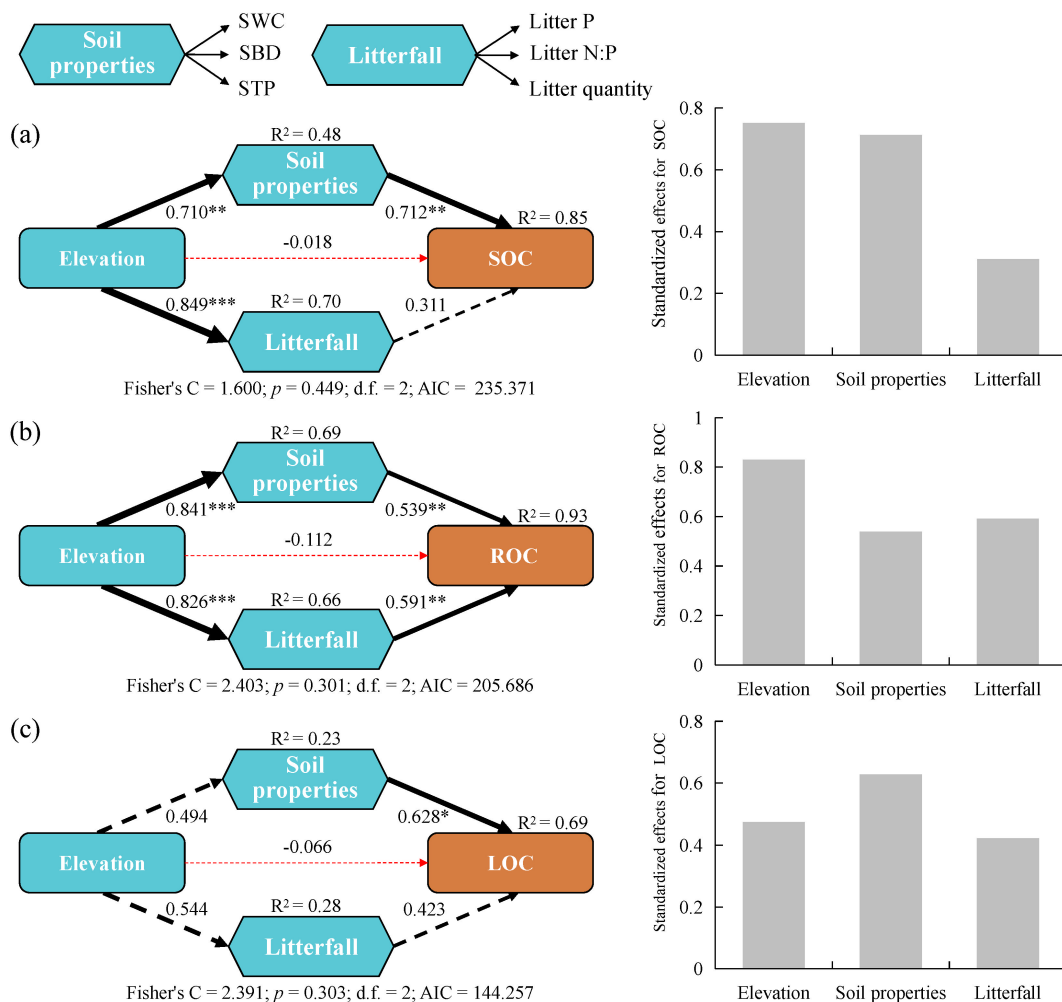 Soil
properties
SWC
SBD
STP
Litterfall
Litter P
Litter N:P
Litter quantity
(a)
R² = 0.48
Soil
properties
0.710**
0.712**
R² = 0.85
Elevation
-0.018
SOC
0.849***
R² = 0.70
0.311
Litterfall
Fisher's C = 1.600; p = 0.449; d.f. = 2; AIC = 235.371
Standardized effects for SOC
0.8
0.6
0.4
0.2
0
Elevation Soil properties Litterfall
(b)
R² = 0.69
Soil
properties
0.841***
0.539**
R² = 0.93
Elevation
-0.112
ROC
0.826***
R² = 0.66
0.591**
Litterfall
Fisher's C = 2.403; p = 0.301; d.f. = 2; AIC = 205.686
Standardized effects for ROC
1
0.8
0.6
0.4
0.2
0
Elevation Soil properties Litterfall
(c)
R² = 0.23
Soil
properties
0.494
0.628*
R² = 0.69
Elevation
-0.066
LOC
0.544
R² = 0.28
0.423
Litterfall
Fisher's C = 2.391; p = 0.303; d.f. = 2; AIC = 144.257
Standardized effects for LOC
0.8
0.6
0.4
0.2
0
Elevation Soil properties Litterfall